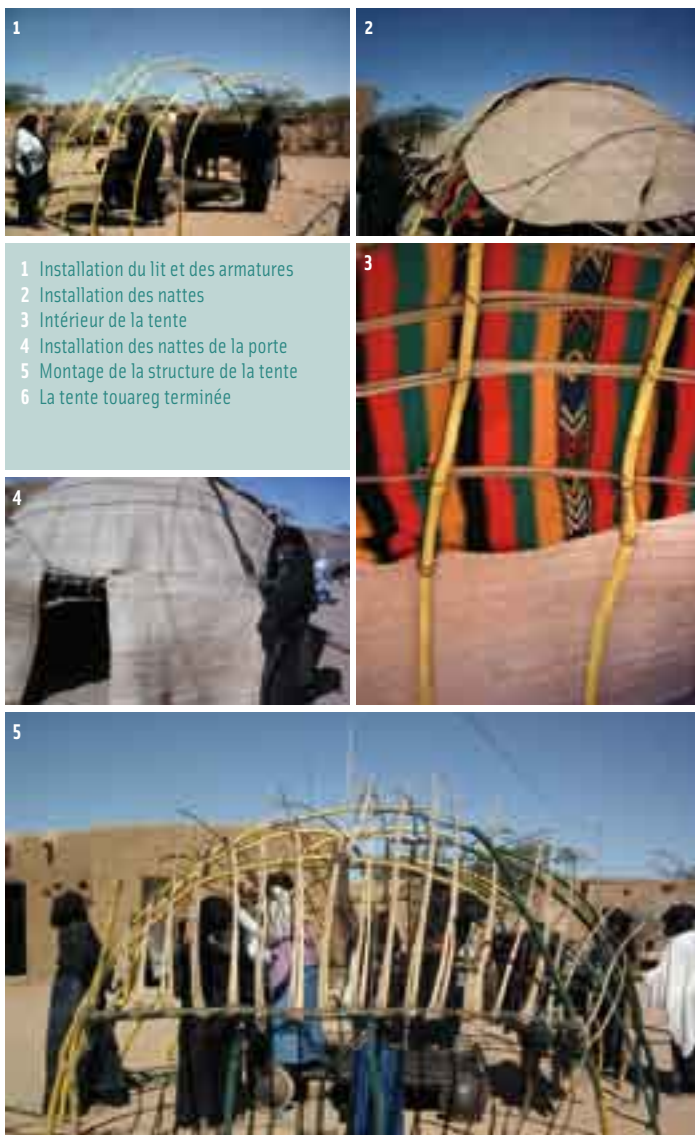 1
2
1 Installation du lit et des armatures
2 Installation des nattes
3 Intérieur de la tente
4 Installation des nattes de la porte
5 Montage de la structure de la tente
6 La tente touareg terminée
3
4
5